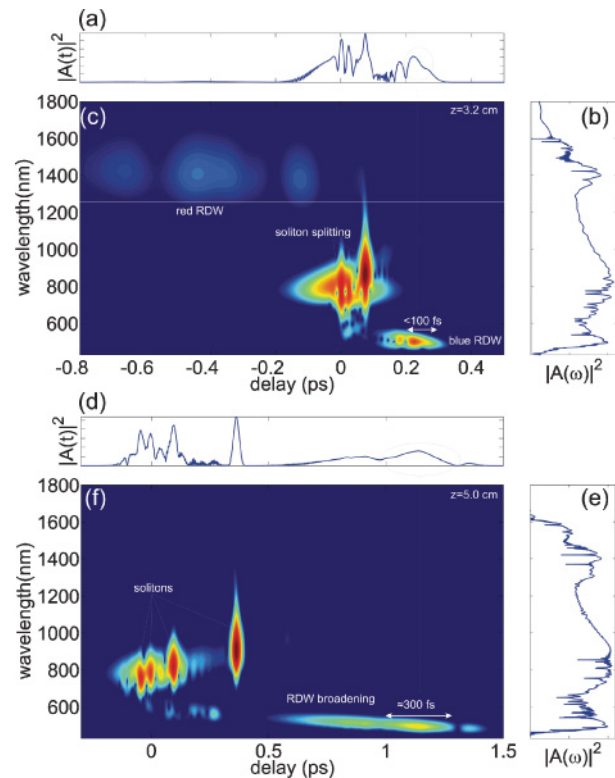 (a)
|A(t)|²
(c)
z=3.2 cm
(b)
wavelength(nm)
1800
1600
1400
1200
1000
800
600
red RDW
soliton splitting
<100 fs
blue RDW
-0.8 -0.6 -0.4 -0.2 0 0.2 0.4
delay (ps)
|A(ω)|²
(d)
|A(t)|²
(f)
z=5.0 cm
(e)
wavelength(nm)
1800
1600
1400
1200
1000
800
600
solitons
RDW broadening
≈300 fs
0 0.5 1 1.5
delay (ps)
|A(ω)|²